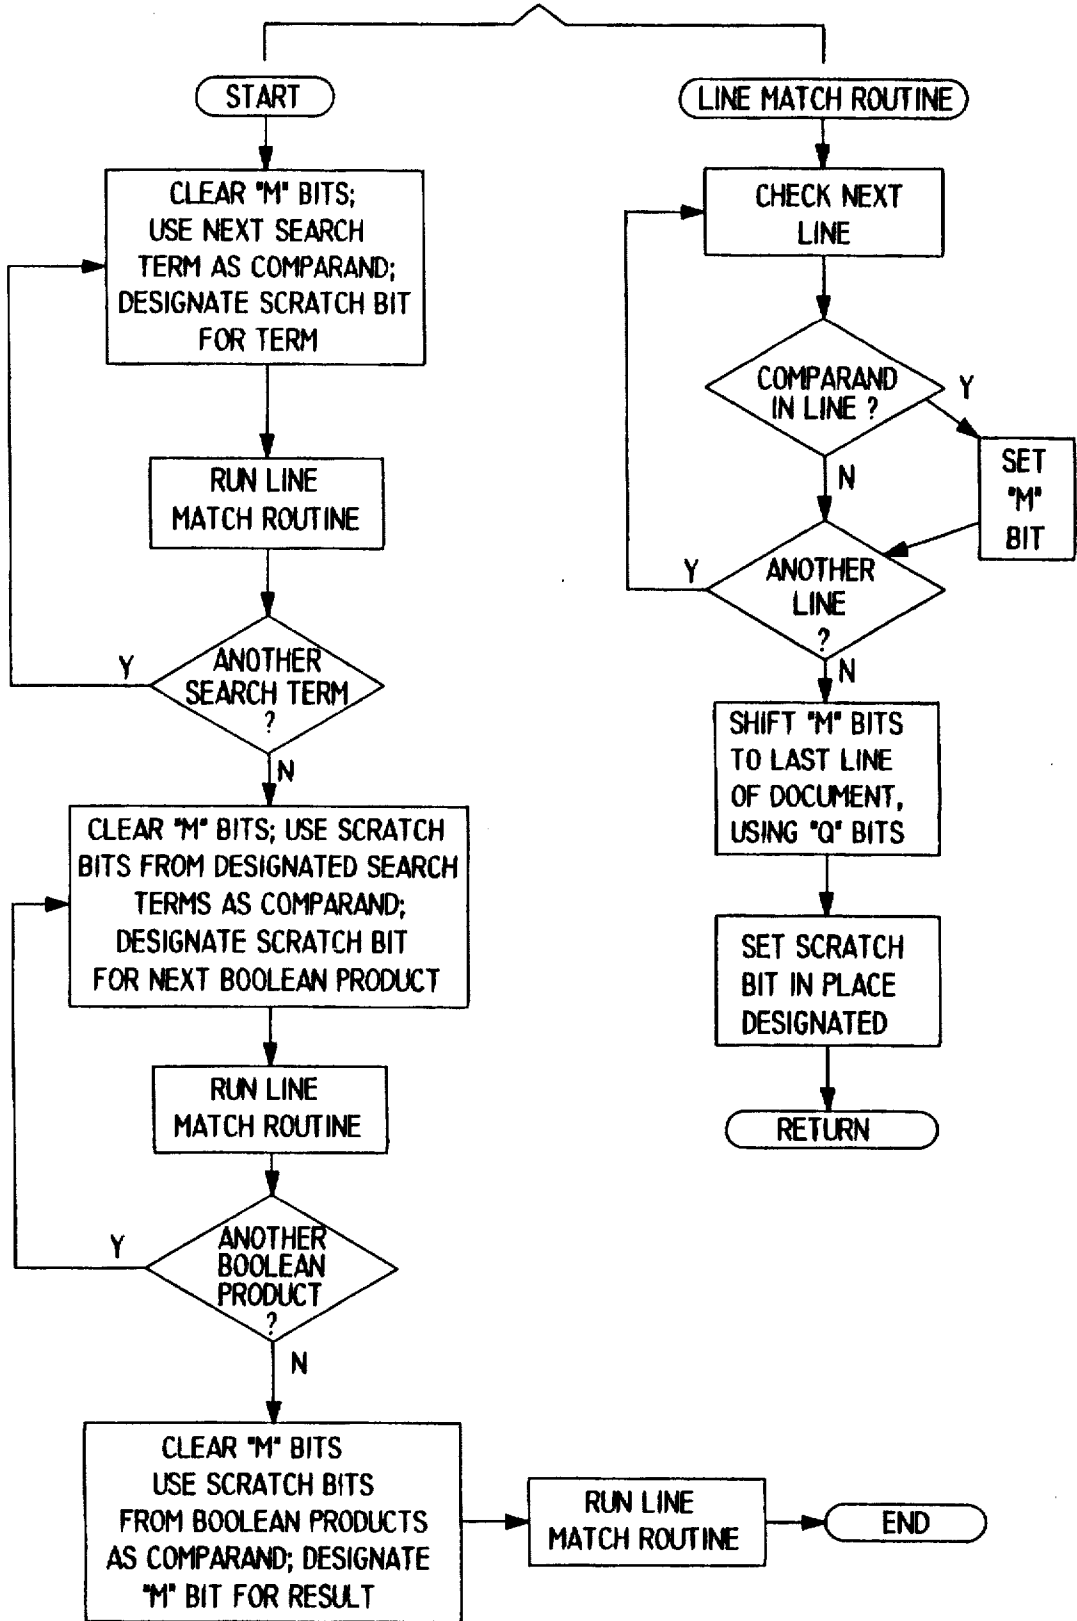 START
CLEAR "M" BITS;
USE NEXT SEARCH
TERM AS COMPARAND;
DESIGNATE SCRATCH BIT
FOR TERM
RUN LINE
MATCH ROUTINE
Y
ANOTHER
SEARCH TERM
?
N
CLEAR "M" BITS; USE SCRATCH
BITS FROM DESIGNATED SEARCH
TERMS AS COMPARAND;
DESIGNATE SCRATCH BIT
FOR NEXT BOOLEAN PRODUCT
RUN LINE
MATCH ROUTINE
Y
ANOTHER
BOOLEAN
PRODUCT
?
N
CLEAR "M" BITS
USE SCRATCH BITS
FROM BOOLEAN PRODUCTS
AS COMPARAND; DESIGNATE
"M" BIT FOR RESULT
RUN LINE
MATCH ROUTINE
END
LINE MATCH ROUTINE
CHECK NEXT
LINE
COMPARAND
IN LINE ?
Y
SET
"M"
BIT
N
Y
ANOTHER
LINE
?
N
SHIFT "M" BITS
TO LAST LINE
OF DOCUMENT,
USING "Q" BITS
SET SCRATCH
BIT IN PLACE
DESIGNATED
RETURN